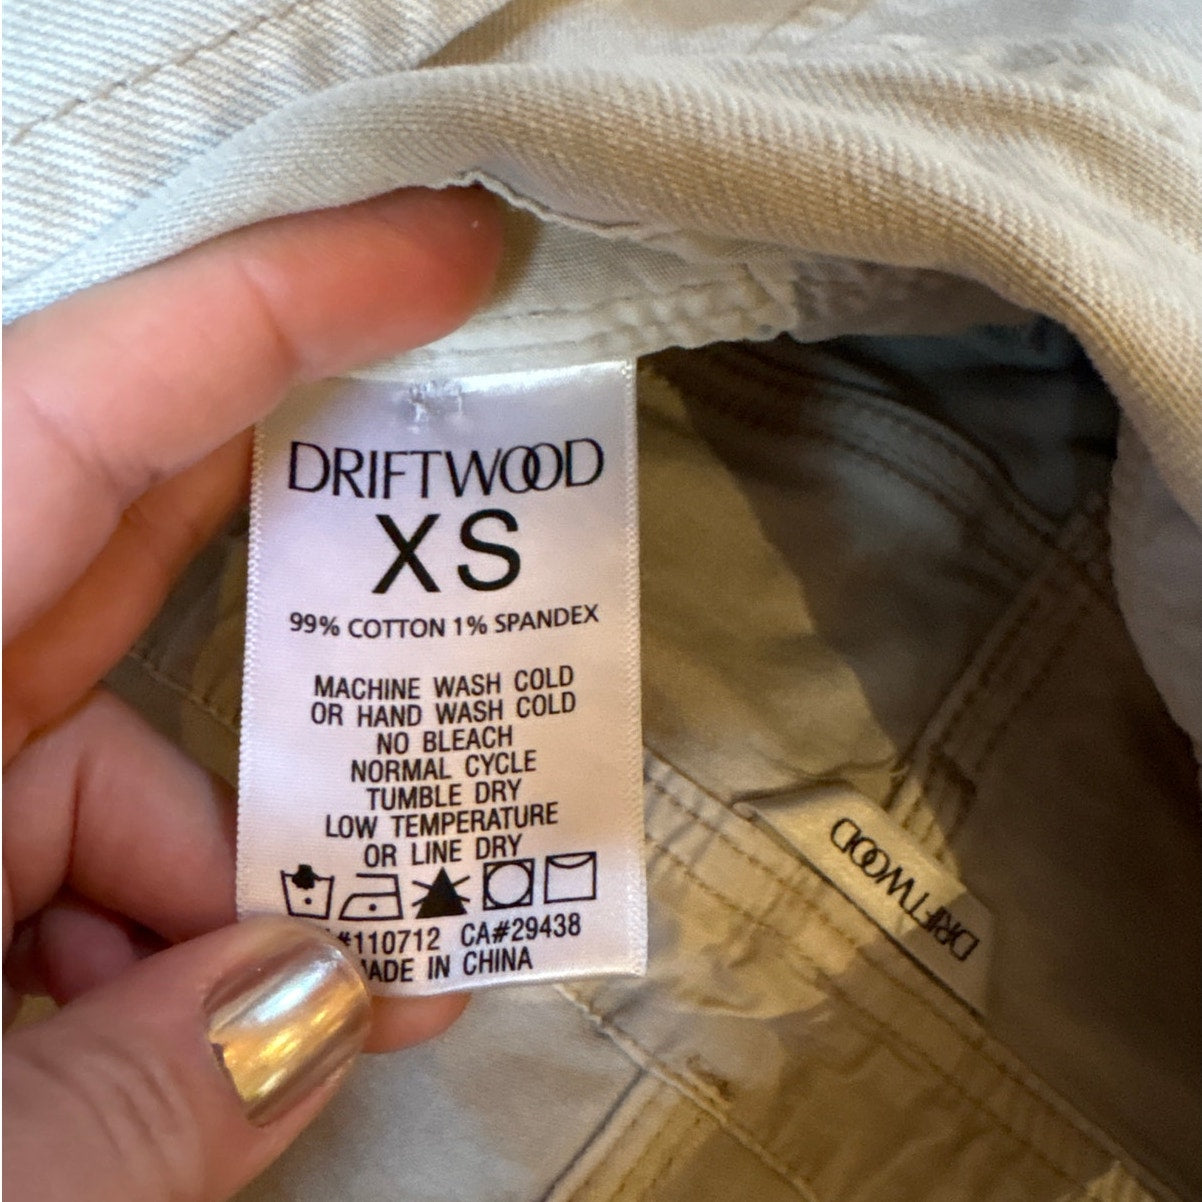 DRIFTWOOD
XS
99% COTTON 1% SPANDEX
MACHINE WASH COLD
OR HAND WASH COLD
NO BLEACH
NORMAL CYCLE
TUMBLE DRY
LOW TEMPERATURE
OR LINE DRY
#110712 CA#29438
IN CHINA
DRIFTWOOD